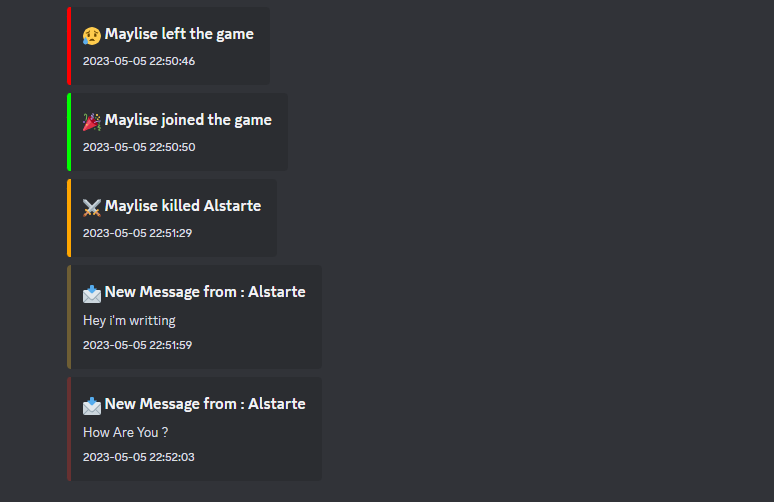 😥 Maylise left the game
2023-05-05 22:50:46
🎉 Maylise joined the game
2023-05-05 22:50:50
⚔️ Maylise killed Alstarte
2023-05-05 22:51:29
📩 New Message from : Alstarte
Hey i'm writting
2023-05-05 22:51:59
📩 New Message from : Alstarte
How Are You ?
2023-05-05 22:52:03